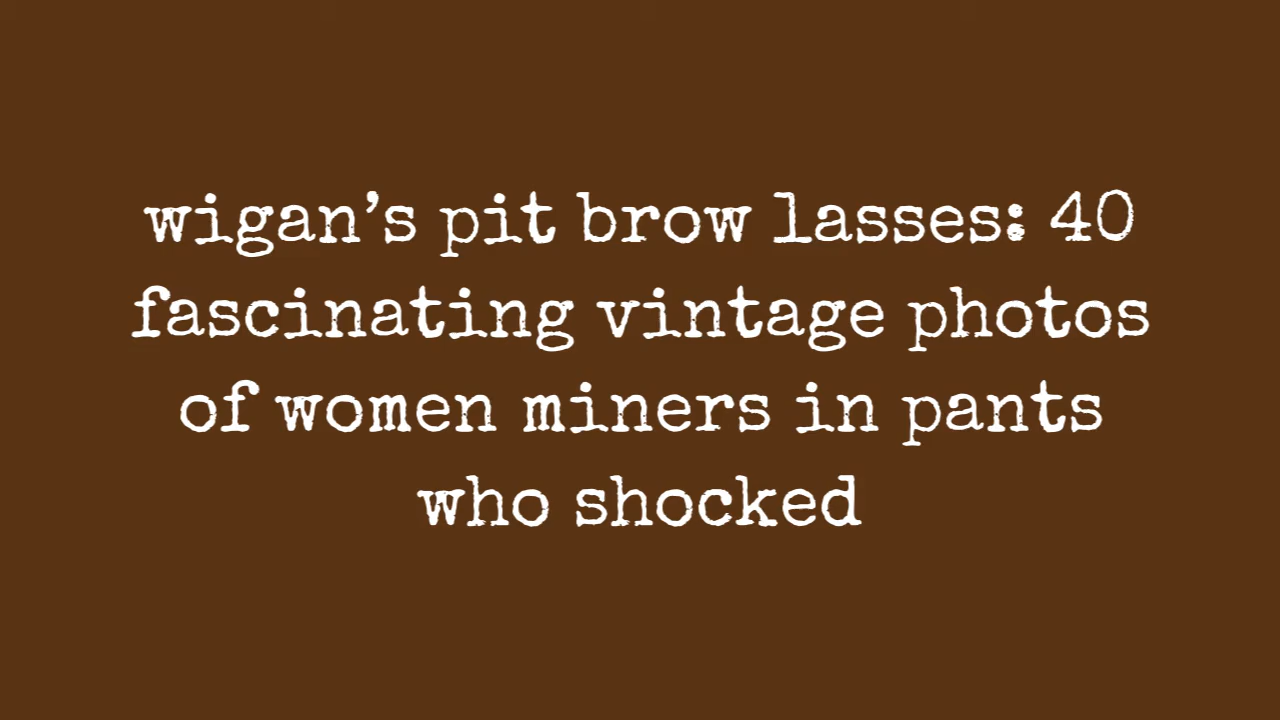 wigan’s pit brow lasses: 40
fascinating vintage photos
of women miners in pants
who shocked